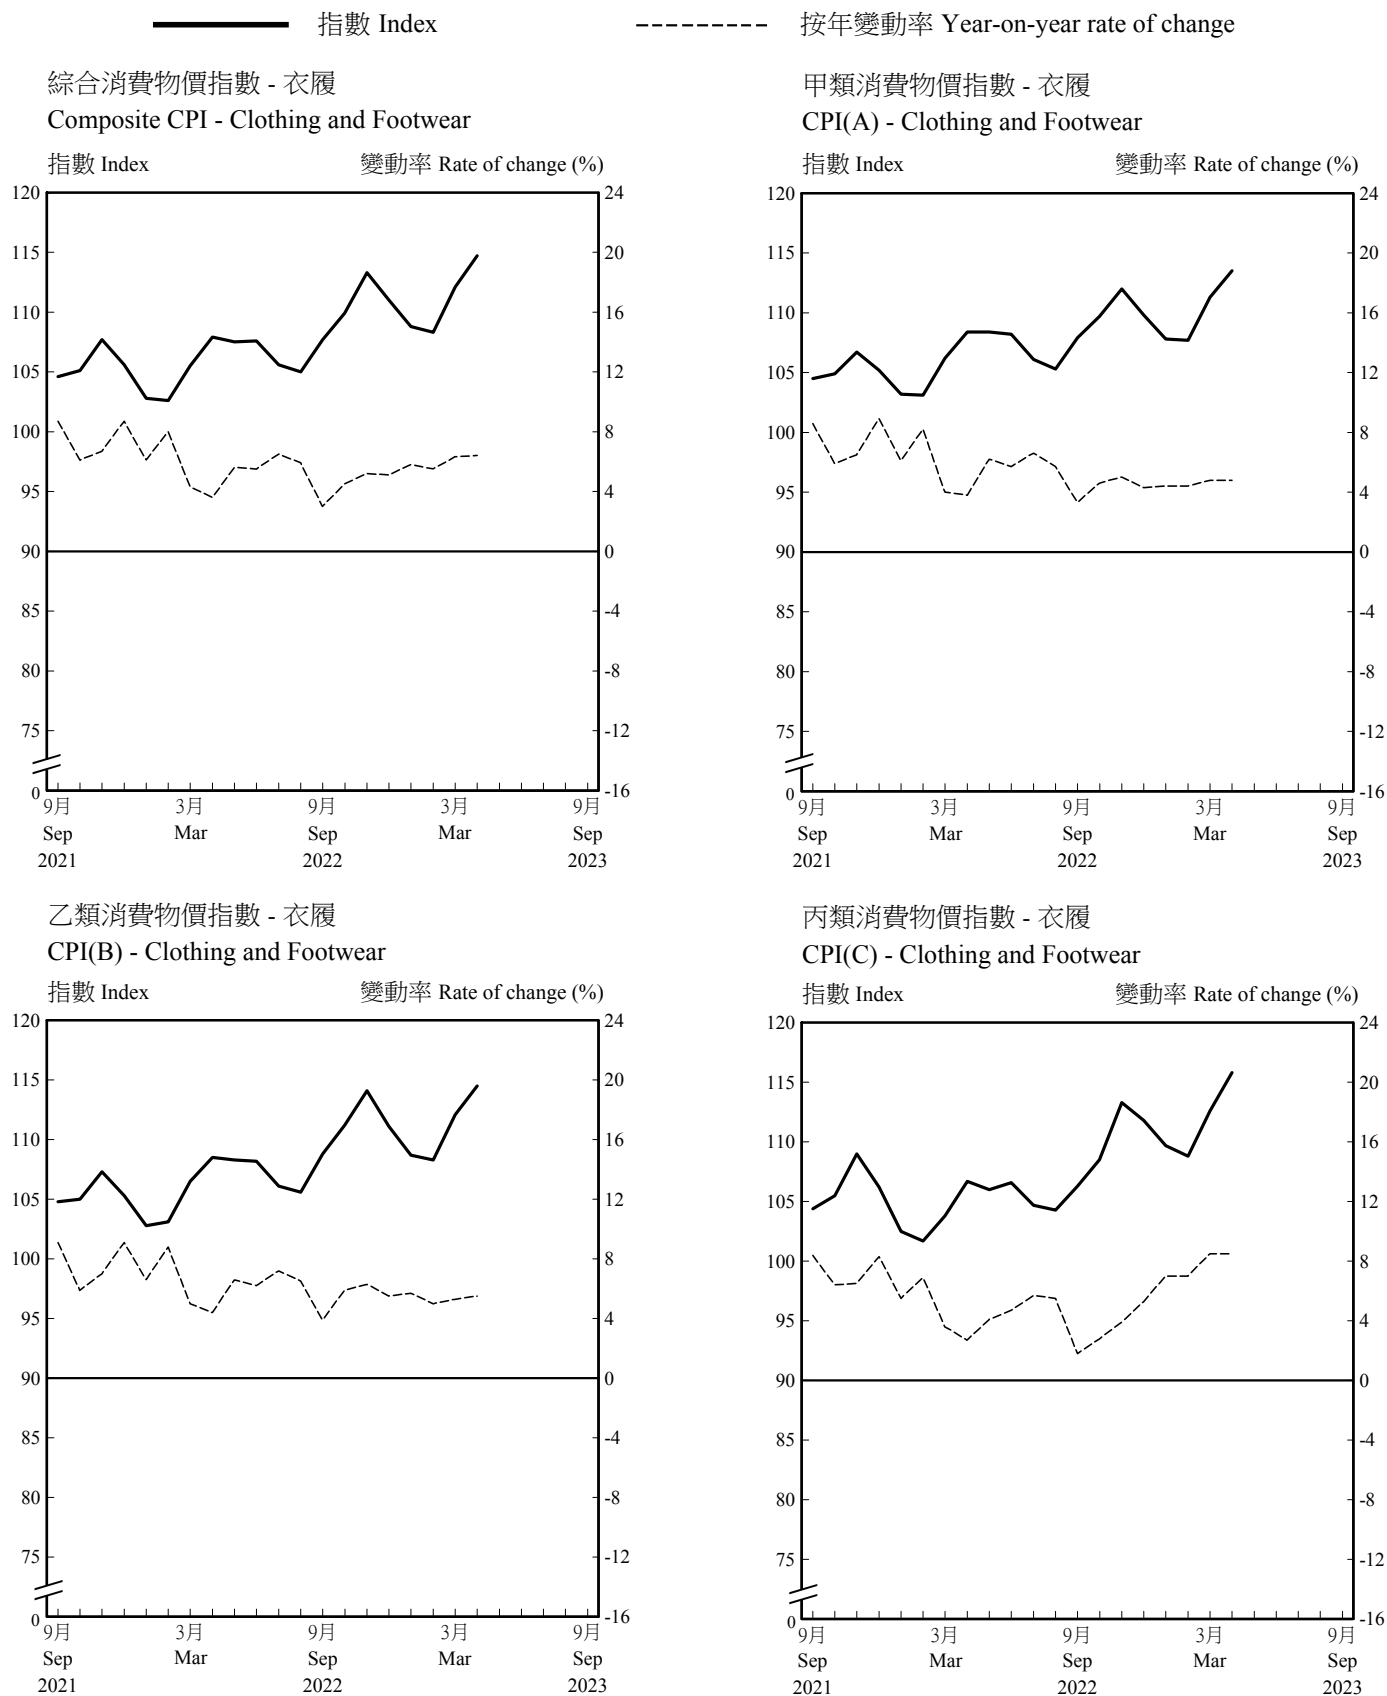 指數 Index
按年變動率 Year-on-year rate of change
綜合消費物價指數 - 衣履
Composite CPI - Clothing and Footwear
指數 Index 變動率 Rate of change (%)
120 24
115 20
110 16
105 12
100 8
95 4
90 0
85 -4
80 -8
75 -12
0 -16
9月 3月 9月 3月 9月
Sep Mar Sep Mar Sep
2021 2022 2023
甲類消費物價指數 - 衣履
CPI(A) - Clothing and Footwear
指數 Index 變動率 Rate of change (%)
120 24
115 20
110 16
105 12
100 8
95 4
90 0
85 -4
80 -8
75 -12
0 -16
9月 3月 9月 3月 9月
Sep Mar Sep Mar Sep
2021 2022 2023
乙類消費物價指數 - 衣履
CPI(B) - Clothing and Footwear
指數 Index 變動率 Rate of change (%)
120 24
115 20
110 16
105 12
100 8
95 4
90 0
85 -4
80 -8
75 -12
0 -16
9月 3月 9月 3月 9月
Sep Mar Sep Mar Sep
2021 2022 2023
丙類消費物價指數 - 衣履
CPI(C) - Clothing and Footwear
指數 Index 變動率 Rate of change (%)
120 24
115 20
110 16
105 12
100 8
95 4
90 0
85 -4
80 -8
75 -12
0 -16
9月 3月 9月 3月 9月
Sep Mar Sep Mar Sep
2021 2022 2023